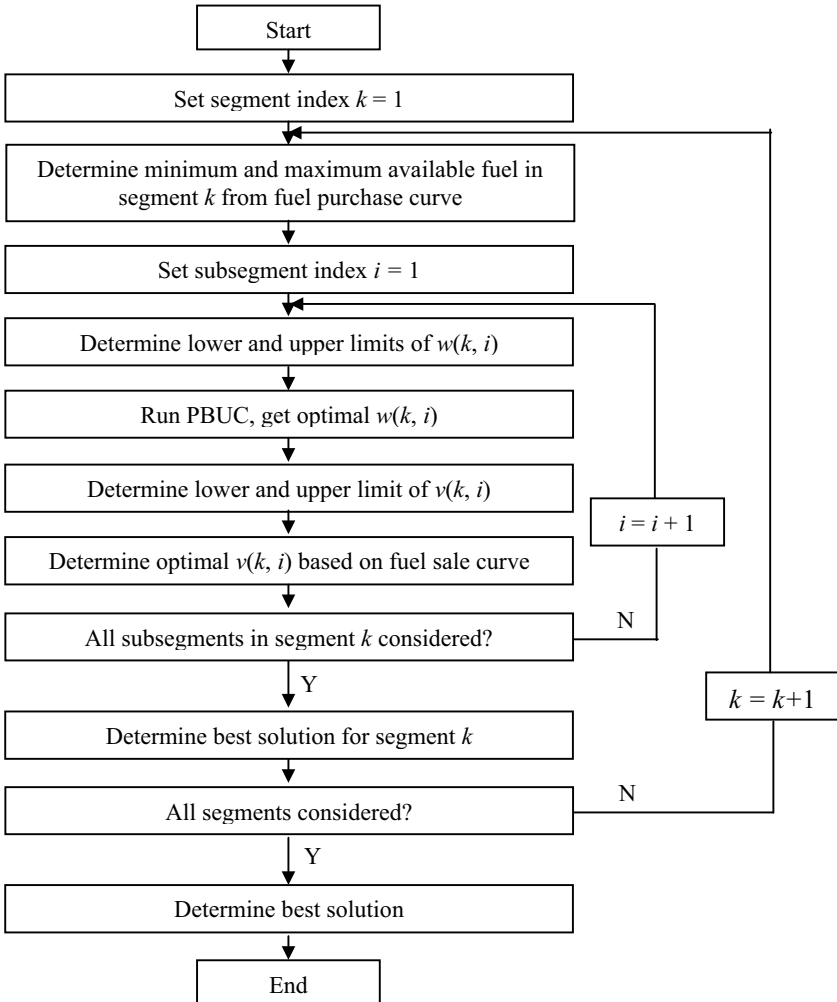 Start
Set segment index k = 1
Determine minimum and maximum available fuel in
segment k from fuel purchase curve
Set subsegment index i = 1
Determine lower and upper limits of w(k, i)
Run PBUC, get optimal w(k, i)
Determine lower and upper limit of v(k, i)
i = i + 1
Determine optimal v(k, i) based on fuel sale curve
All subsegments in segment k considered?
N
Y
k = k+1
Determine best solution for segment k
All segments considered?
N
Y
Determine best solution
End